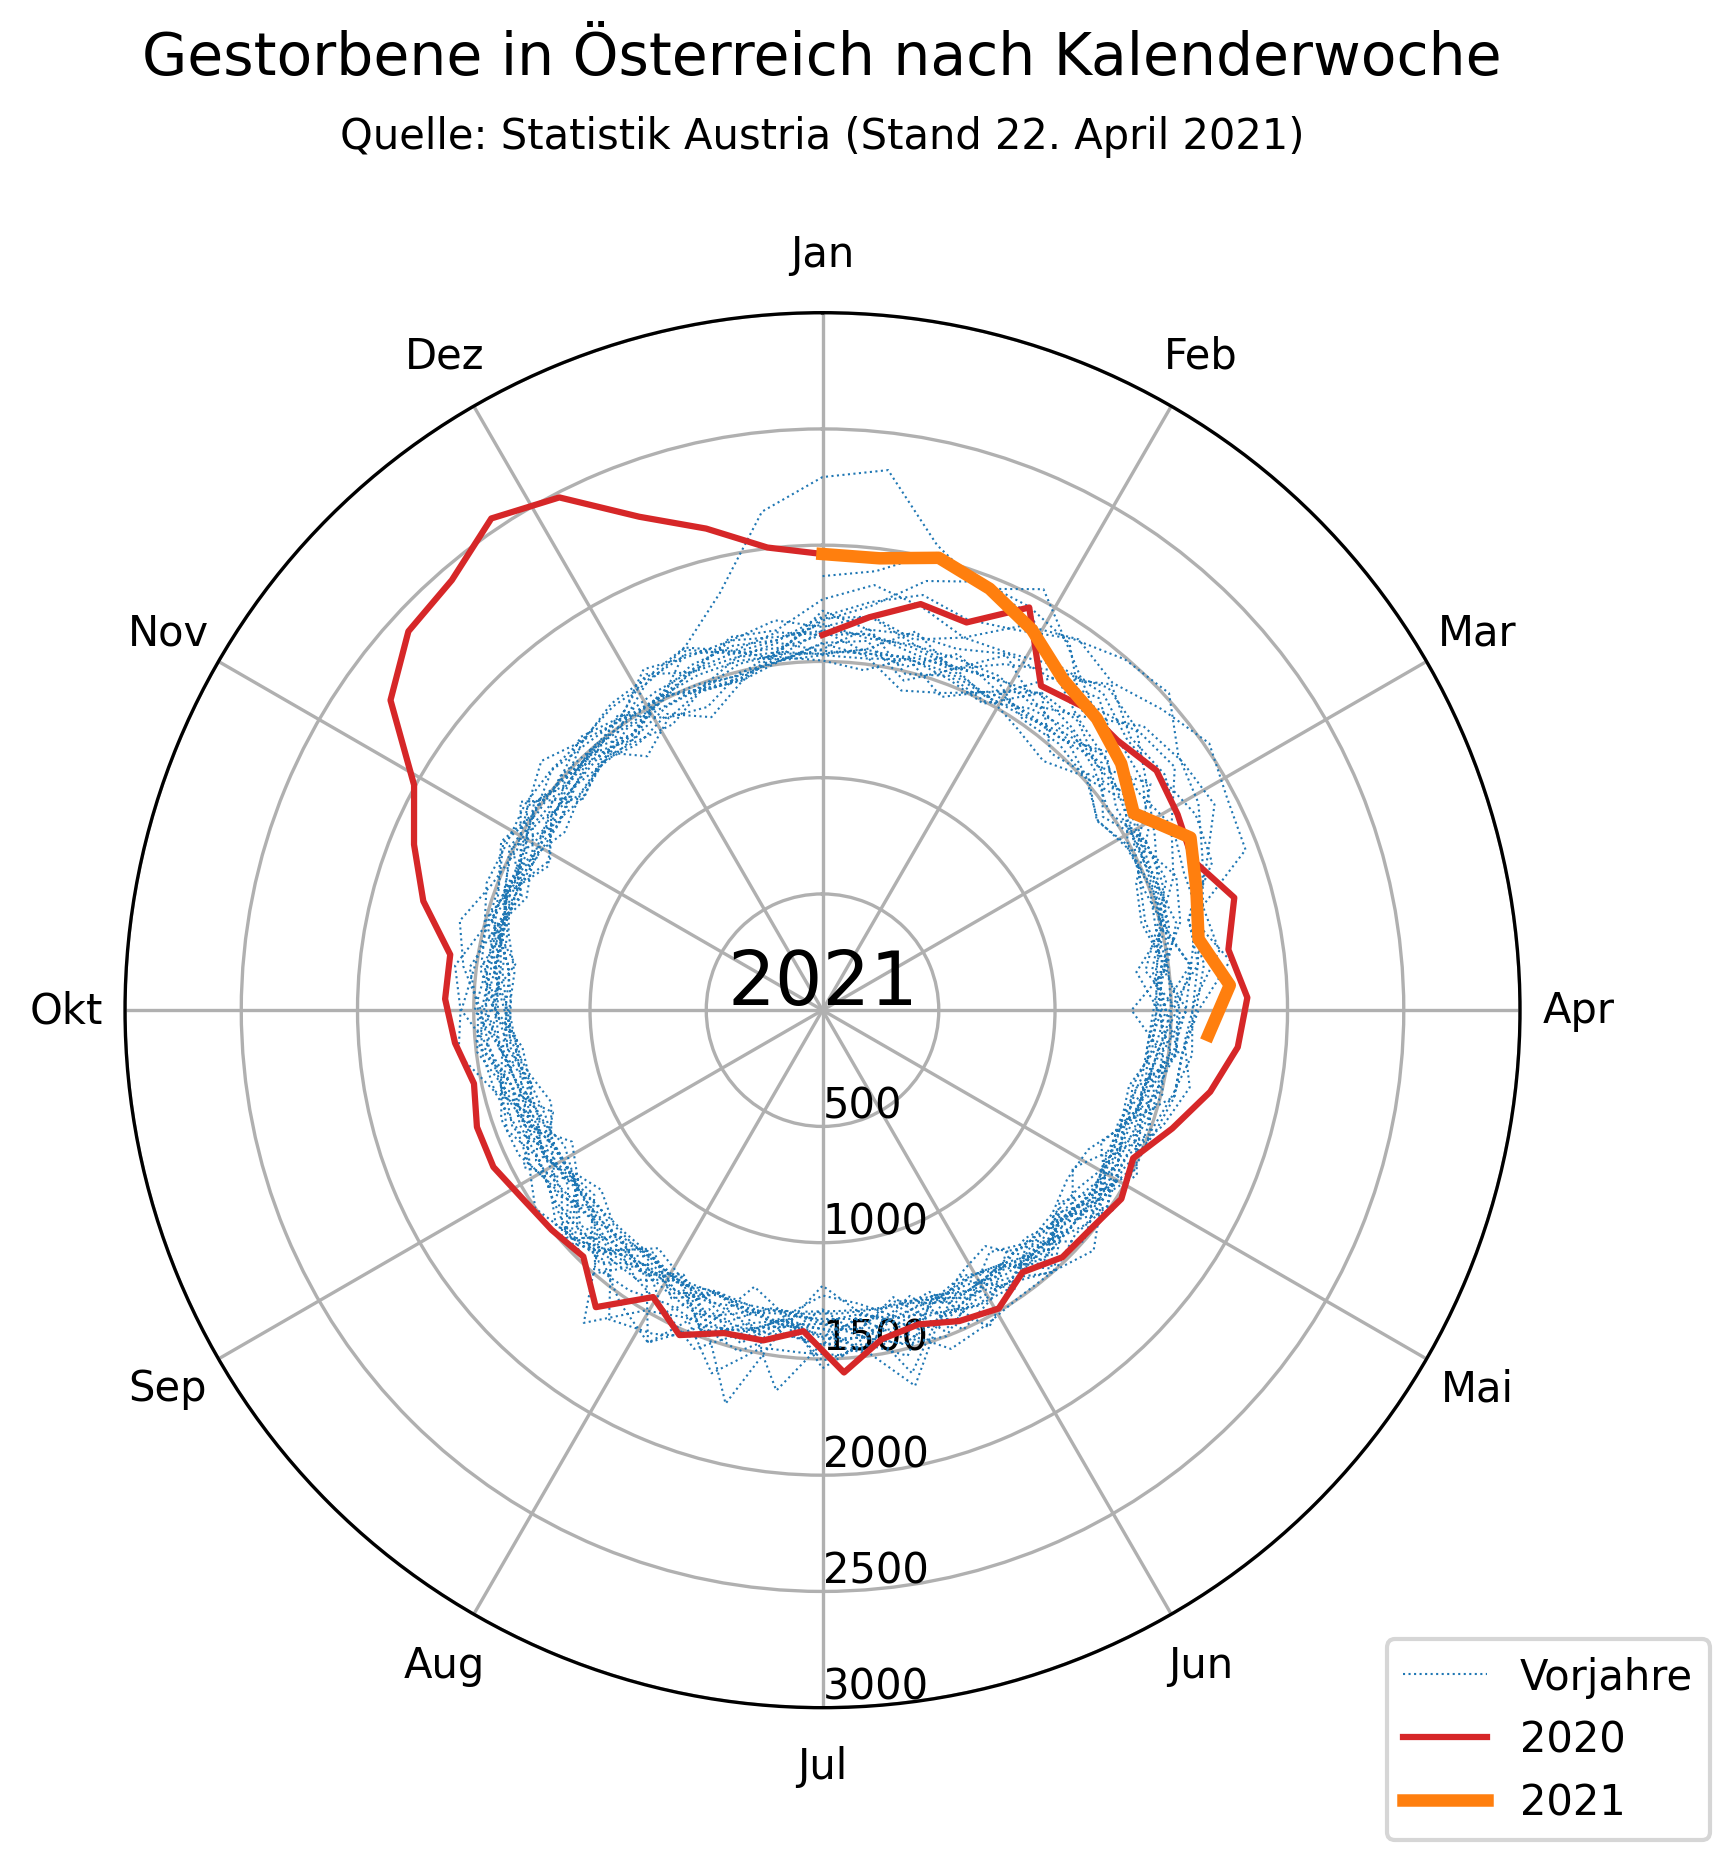 Gestorbene in Österreich nach Kalenderwoche
Quelle: Statistik Austria (Stand 22. April 2021)
Jan
Dez
Feb
Nov
Mar
2021
Okt
Apr
500
1000
1500
Sep
Mai
2000
2500
Aug
Jun
3000
Jul
Vorjahre
2020
2021